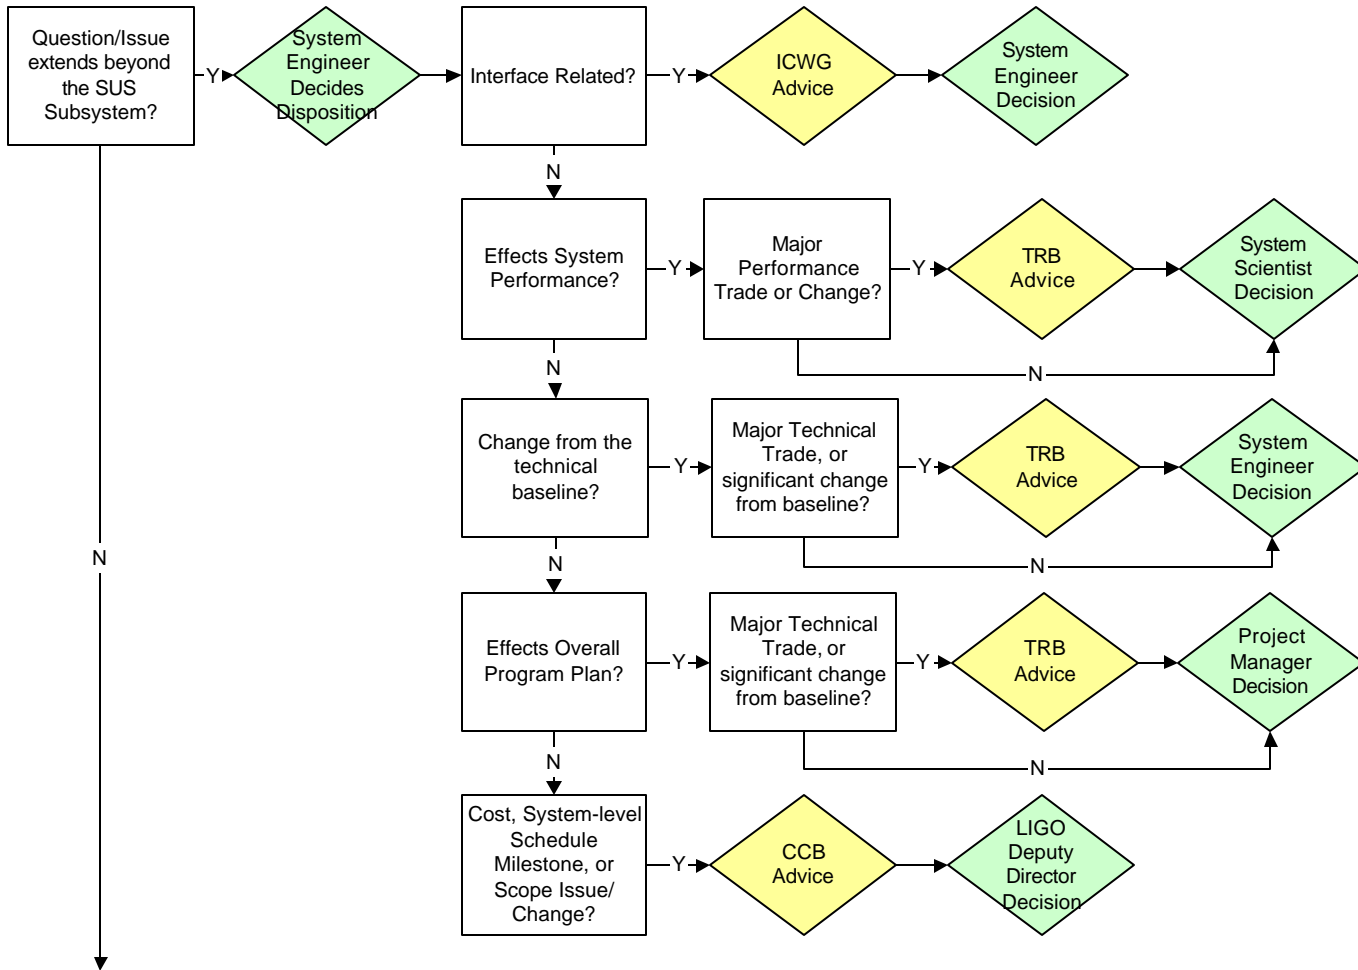 Question/Issue
extends beyond
the SUS
Subsystem?
Y
System
Engineer
Decides
Disposition
Interface Related?
Y
ICWG
Advice
System
Engineer
Decision
N
Effects System
Performance?
Y
Major
Performance
Trade or Change?
Y
TRB
Advice
System
Scientist
Decision
N
N
Change from the
technical
baseline?
Y
Major Technical
Trade, or
significant change
from baseline?
Y
TRB
Advice
System
Engineer
Decision
N
N
N
Effects Overall
Program Plan?
Y
Major Technical
Trade, or
significant change
from baseline?
Y
TRB
Advice
Project
Manager
Decision
N
N
Cost, System-level
Schedule
Milestone, or
Scope Issue/
Change?
Y
CCB
Advice
LIGO
Deputy
Director
Decision